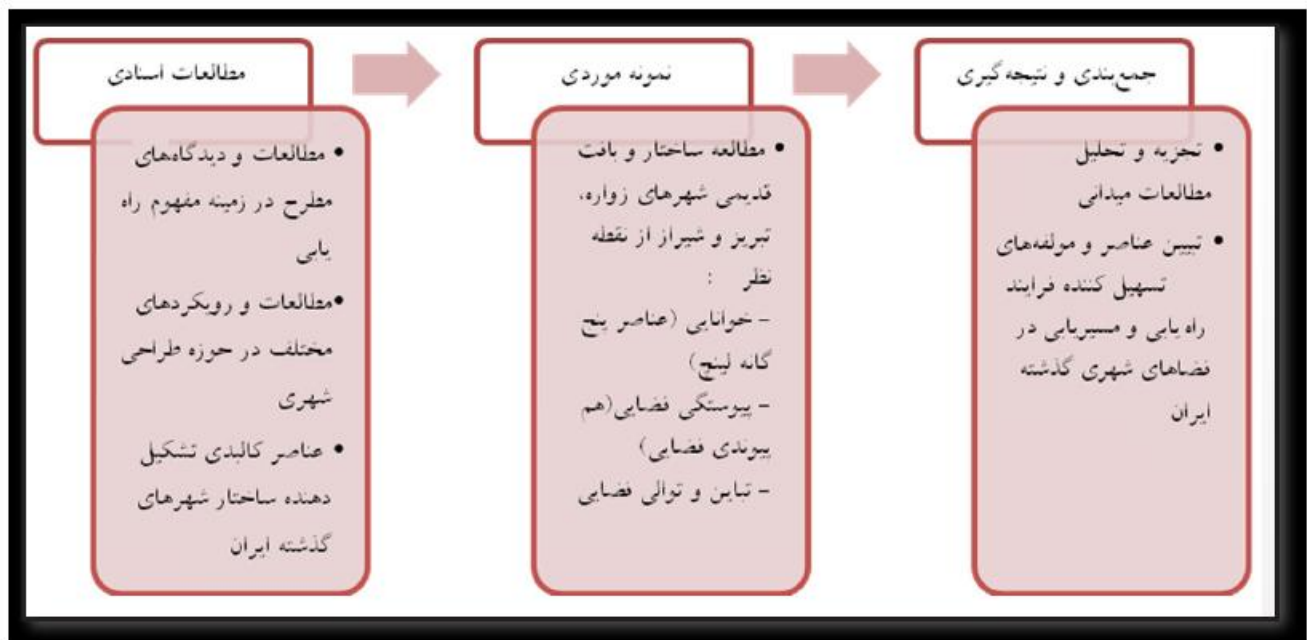 مطالعات اسنادی
• مطالعات و دیدگاه‌های
مطرح در زمینه مفهوم راه
یابی
•مطالعات و رویکردهای
مختلف در حوزه طراحی
شهری
• عناصر کالبدی تشکیل
دهنده ساختار شهرهای
گذشته ایران
نمونه موردی
• مطالعه ساختار و بافت
قدیمی شهرهای زواره،
تبریز و شیراز از نقطه
نظر :
- خوانایی (عناصر پنج
گانه لینچ)
- پیوستگی فضایی(هم
پیوندی فضایی)
- تباین و توالی فضایی
جمع‌بندی و نتیجه‌گیری
• تجزیه و تحلیل
مطالعات میدانی
• تبیین عناصر و مولفه‌های
تسهیل کننده فرایند
راه یابی و مسیریابی در
فضاهای شهری گذشته
ایران